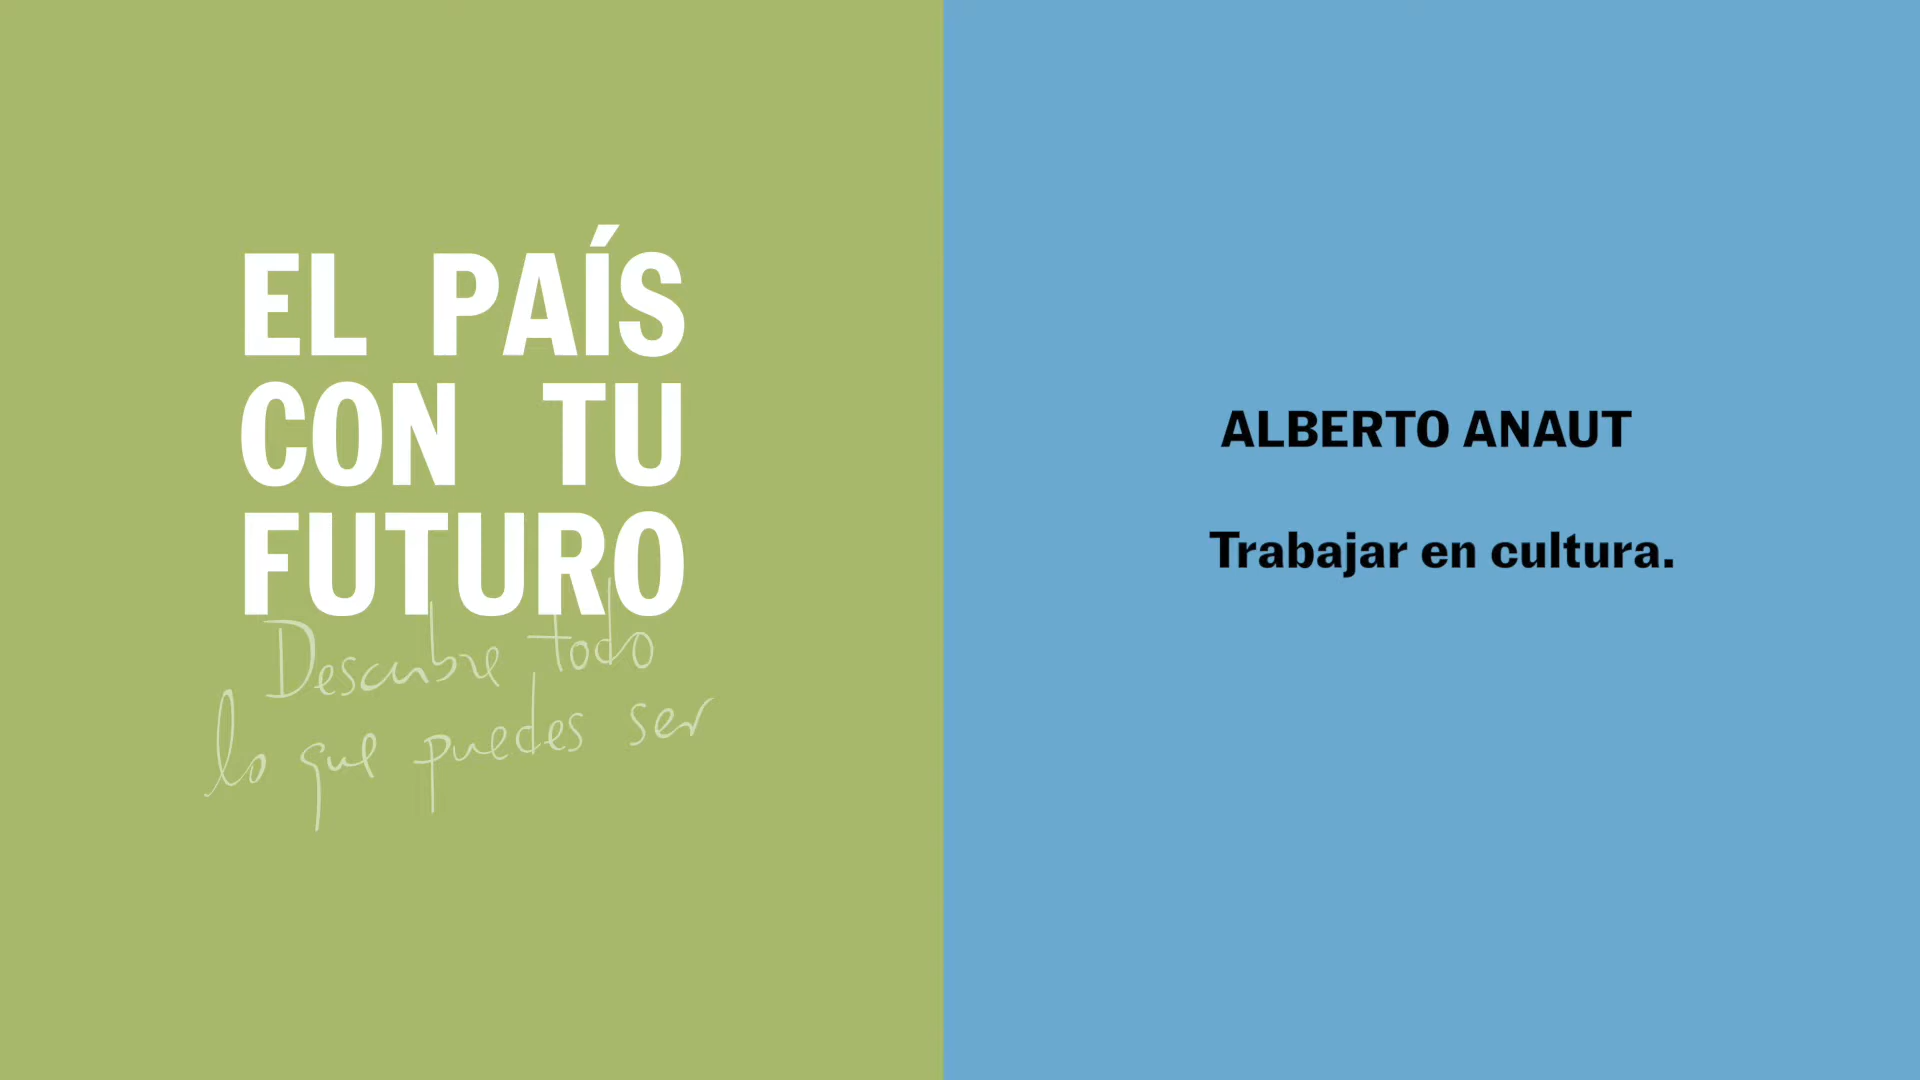 EL PAÍS
CON TU
FUTURO
Descubre todo
lo que puedes ser
ALBERTO ANAUT
Trabajar en cultura.